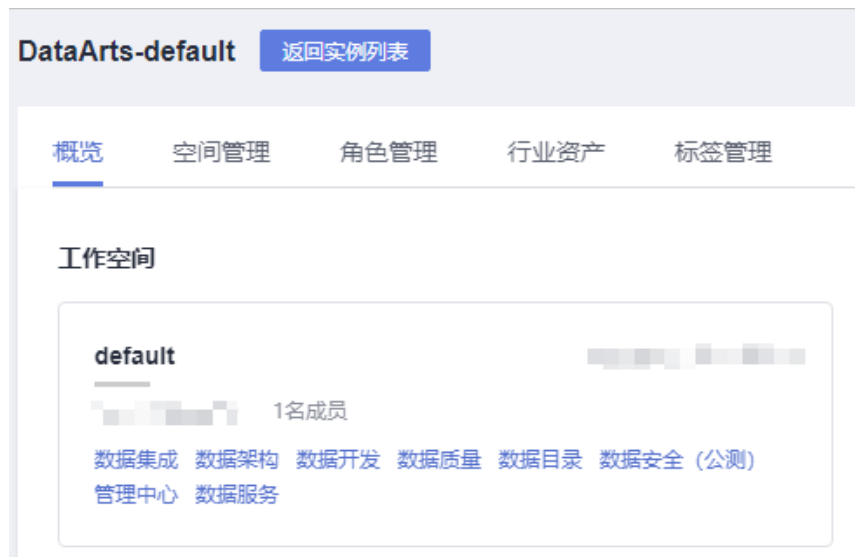 DataArts-default 返回实例列表
概览 空间管理 角色管理 行业资产 标签管理
工作空间
default
1名成员
数据集成 数据架构 数据开发 数据质量 数据目录 数据安全（公测）
管理中心 数据服务